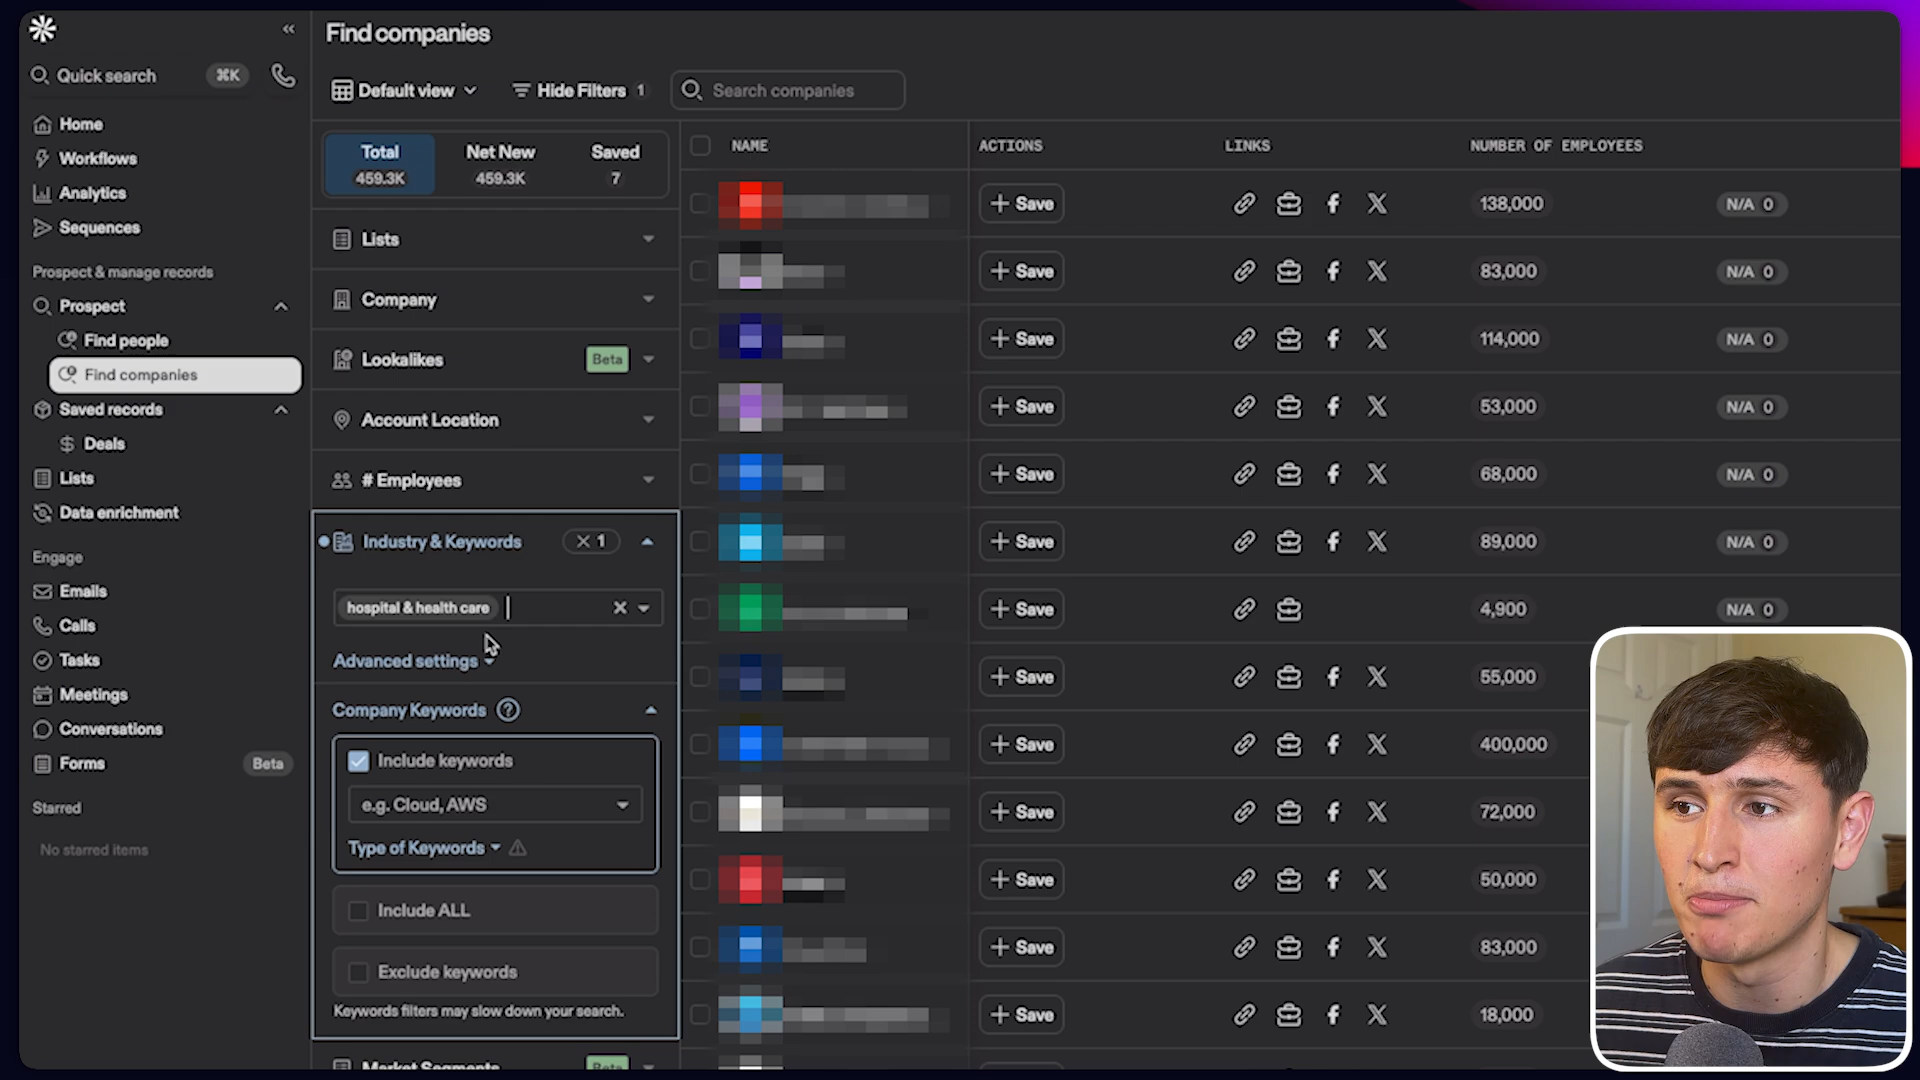 Find companies
Quick search ⌘K
Default view
Hide Filters 1
Search companies
Home
Workflows
Analytics
Sequences
Prospect & manage records
Prospect
Find people
Find companies
Saved records
Deals
Lists
Data enrichment
Engage
Emails
Calls
Tasks
Meetings
Conversations
Forms Beta
Starred
No starred items
Total Net New Saved
459.3K 459.3K 7
Lists
Company
Lookalikes Beta
Account Location
# Employees
Industry & Keywords × 1
hospital & health care
Advanced settings
Company Keywords ?
Include keywords
e.g. Cloud, AWS
Type of Keywords
Include ALL
Exclude keywords
Keywords filters may slow down your search.
Market Segments Beta
NAME ACTIONS LINKS NUMBER OF EMPLOYEES
+ Save 138,000 N/A 0
+ Save 83,000 N/A 0
+ Save 114,000 N/A 0
+ Save 53,000 N/A 0
+ Save 68,000 N/A 0
+ Save 89,000 N/A 0
+ Save 4,900 N/A 0
+ Save 55,000
+ Save 400,000
+ Save 72,000
+ Save 50,000
+ Save 83,000
+ Save 18,000